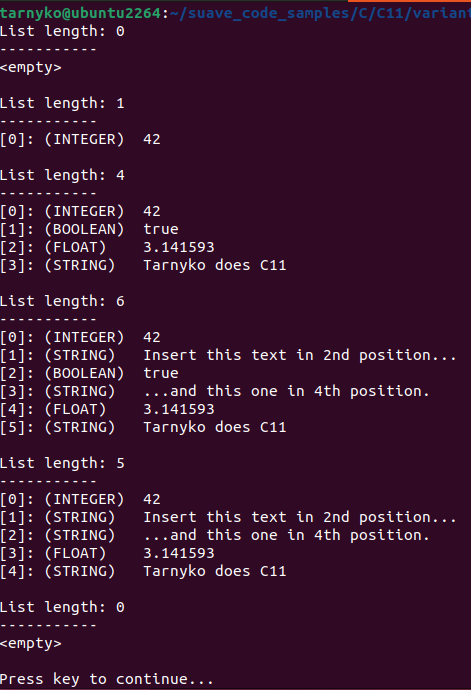 tarnyko@ubuntu2264:~/suave_code_samples/C/C11/variant
List length: 0
-----------
<empty>

List length: 1
-----------
[0]: (INTEGER)  42

List length: 4
-----------
[0]: (INTEGER)  42
[1]: (BOOLEAN)  true
[2]: (FLOAT)    3.141593
[3]: (STRING)   Tarnyko does C11

List length: 6
-----------
[0]: (INTEGER)  42
[1]: (STRING)   Insert this text in 2nd position...
[2]: (BOOLEAN)  true
[3]: (STRING)   ...and this one in 4th position.
[4]: (FLOAT)    3.141593
[5]: (STRING)   Tarnyko does C11

List length: 5
-----------
[0]: (INTEGER)  42
[1]: (STRING)   Insert this text in 2nd position...
[2]: (STRING)   ...and this one in 4th position.
[3]: (FLOAT)    3.141593
[4]: (STRING)   Tarnyko does C11

List length: 0
-----------
<empty>

Press key to continue...